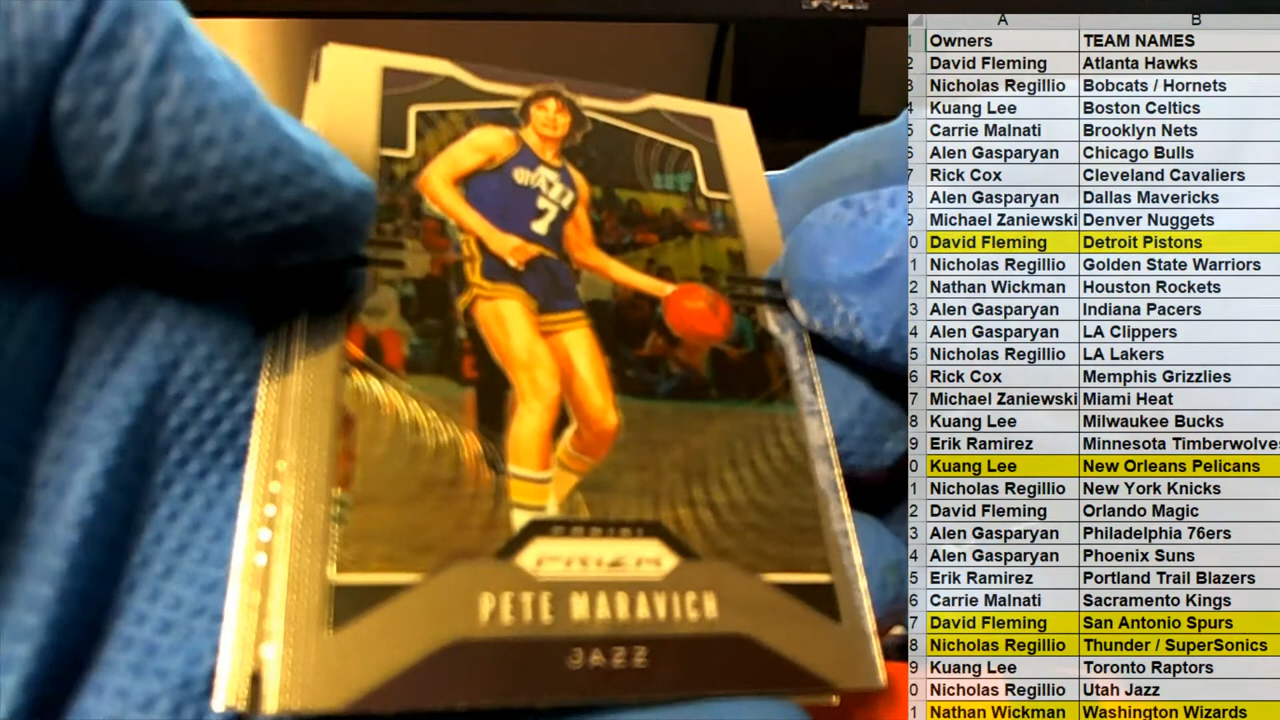 JAZZ
7
PANINI
PRIZM
PETE MARAVICH
JAZZ
A B
1 Owners TEAM NAMES
2 David Fleming Atlanta Hawks
3 Nicholas Regillio Bobcats / Hornets
4 Kuang Lee Boston Celtics
5 Carrie Malnati Brooklyn Nets
6 Alen Gasparyan Chicago Bulls
7 Rick Cox Cleveland Cavaliers
8 Alen Gasparyan Dallas Mavericks
9 Michael Zaniewski Denver Nuggets
0 David Fleming Detroit Pistons
1 Nicholas Regillio Golden State Warriors
2 Nathan Wickman Houston Rockets
3 Alen Gasparyan Indiana Pacers
4 Alen Gasparyan LA Clippers
5 Nicholas Regillio LA Lakers
6 Rick Cox Memphis Grizzlies
7 Michael Zaniewski Miami Heat
8 Kuang Lee Milwaukee Bucks
9 Erik Ramirez Minnesota Timberwolves
0 Kuang Lee New Orleans Pelicans
1 Nicholas Regillio New York Knicks
2 David Fleming Orlando Magic
3 Alen Gasparyan Philadelphia 76ers
4 Alen Gasparyan Phoenix Suns
5 Erik Ramirez Portland Trail Blazers
6 Carrie Malnati Sacramento Kings
7 David Fleming San Antonio Spurs
8 Nicholas Regillio Thunder / SuperSonics
9 Kuang Lee Toronto Raptors
0 Nicholas Regillio Utah Jazz
1 Nathan Wickman Washington Wizards